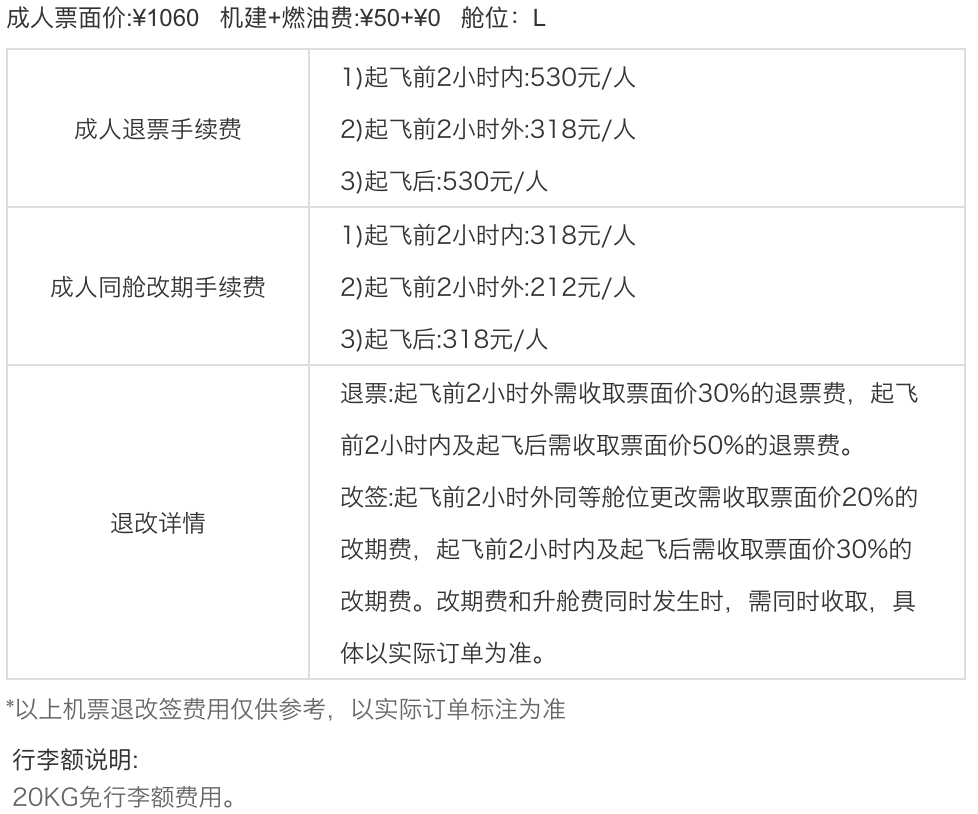 成人票面价:¥1060 机建+燃油费:¥50+¥0 舱位：L
成人退票手续费
1)起飞前2小时内:530元/人
2)起飞前2小时外:318元/人
3)起飞后:530元/人
成人同舱改期手续费
1)起飞前2小时内:318元/人
2)起飞前2小时外:212元/人
3)起飞后:318元/人
退改详情
退票:起飞前2小时外需收取票面价30%的退票费，起飞
前2小时内及起飞后需收取票面价50%的退票费。
改签:起飞前2小时外同等舱位更改需收取票面价20%的
改期费，起飞前2小时内及起飞后需收取票面价30%的
改期费。改期费和升舱费同时发生时，需同时收取，具
体以实际订单为准。
*以上机票退改签费用仅供参考，以实际订单标注为准
行李额说明:
20KG免行李额费用。